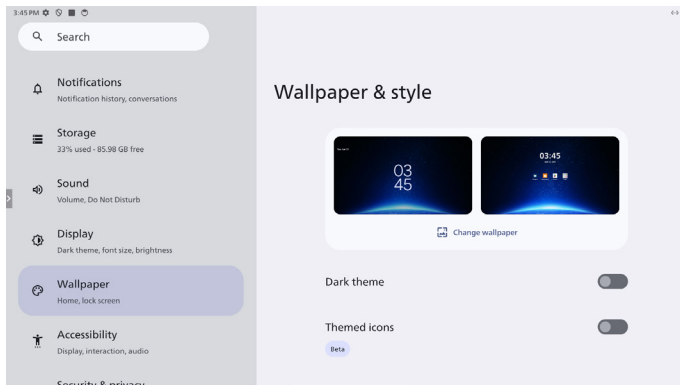 3:45 PM
Search
Notifications
Notification history, conversations
Storage
33% used - 85.98 GB free
Sound
Volume, Do Not Disturb
Display
Dark theme, font size, brightness
Wallpaper
Home, lock screen
Accessibility
Display, interaction, audio
Security & privacy
Wallpaper & style
03
45
03:45
Change wallpaper
Dark theme
Themed icons
Beta